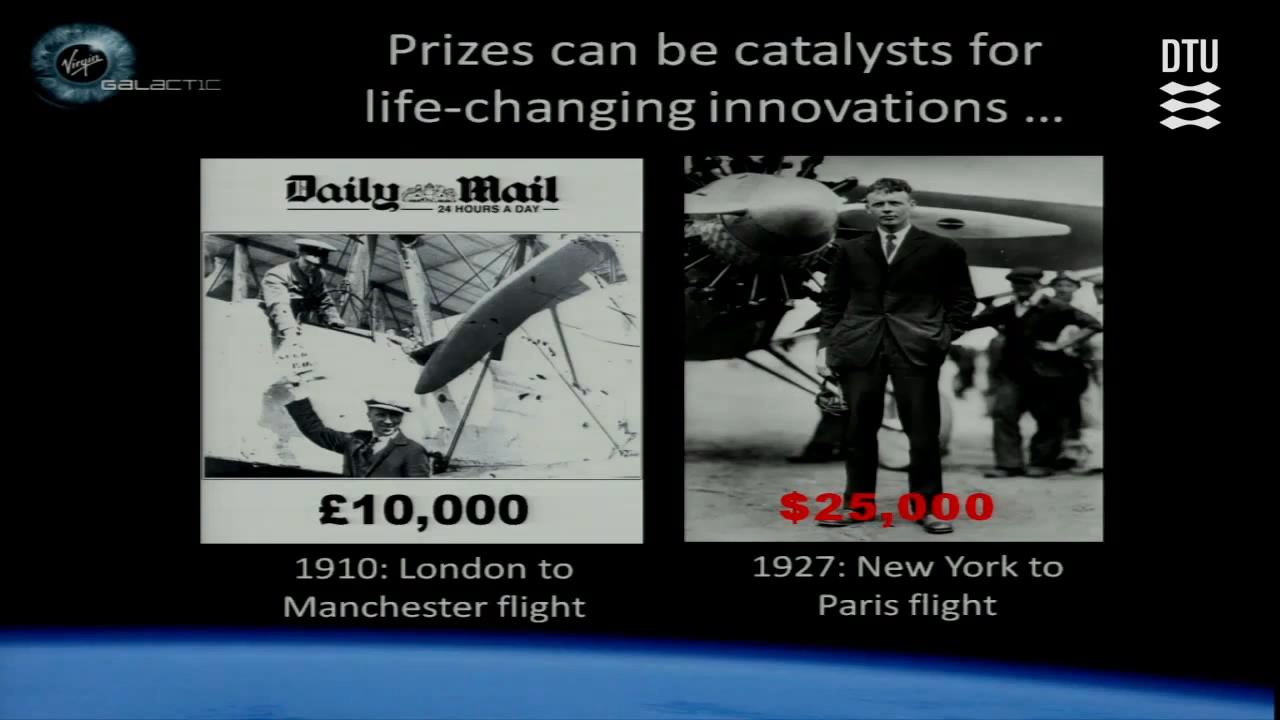 Virgin
GALACTIC
Prizes can be catalysts for
life-changing innovations ...
DTU
Daily Mail
24 HOURS A DAY
£10,000
$25,000
1910: London to
Manchester flight
1927: New York to
Paris flight